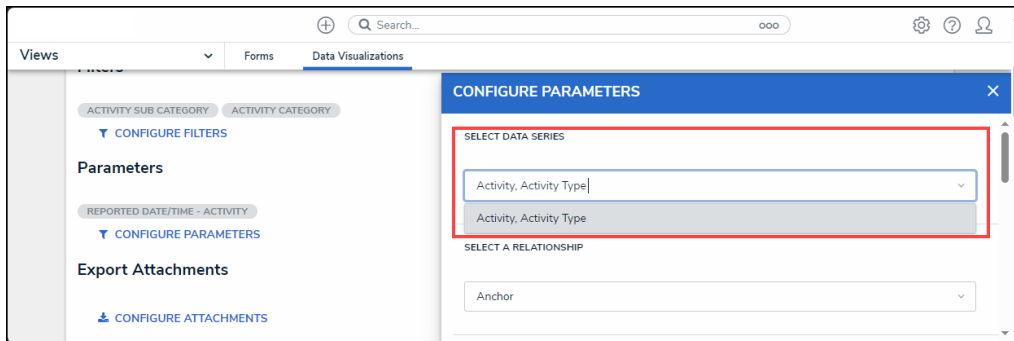 Search...
ooo
Views
Forms
Data Visualizations
Filters
ACTIVITY SUB CATEGORY
ACTIVITY CATEGORY
CONFIGURE FILTERS
Parameters
REPORTED DATE/TIME - ACTIVITY
CONFIGURE PARAMETERS
Export Attachments
CONFIGURE ATTACHMENTS
CONFIGURE PARAMETERS
SELECT DATA SERIES
Activity, Activity Type
Activity, Activity Type
SELECT A RELATIONSHIP
Anchor